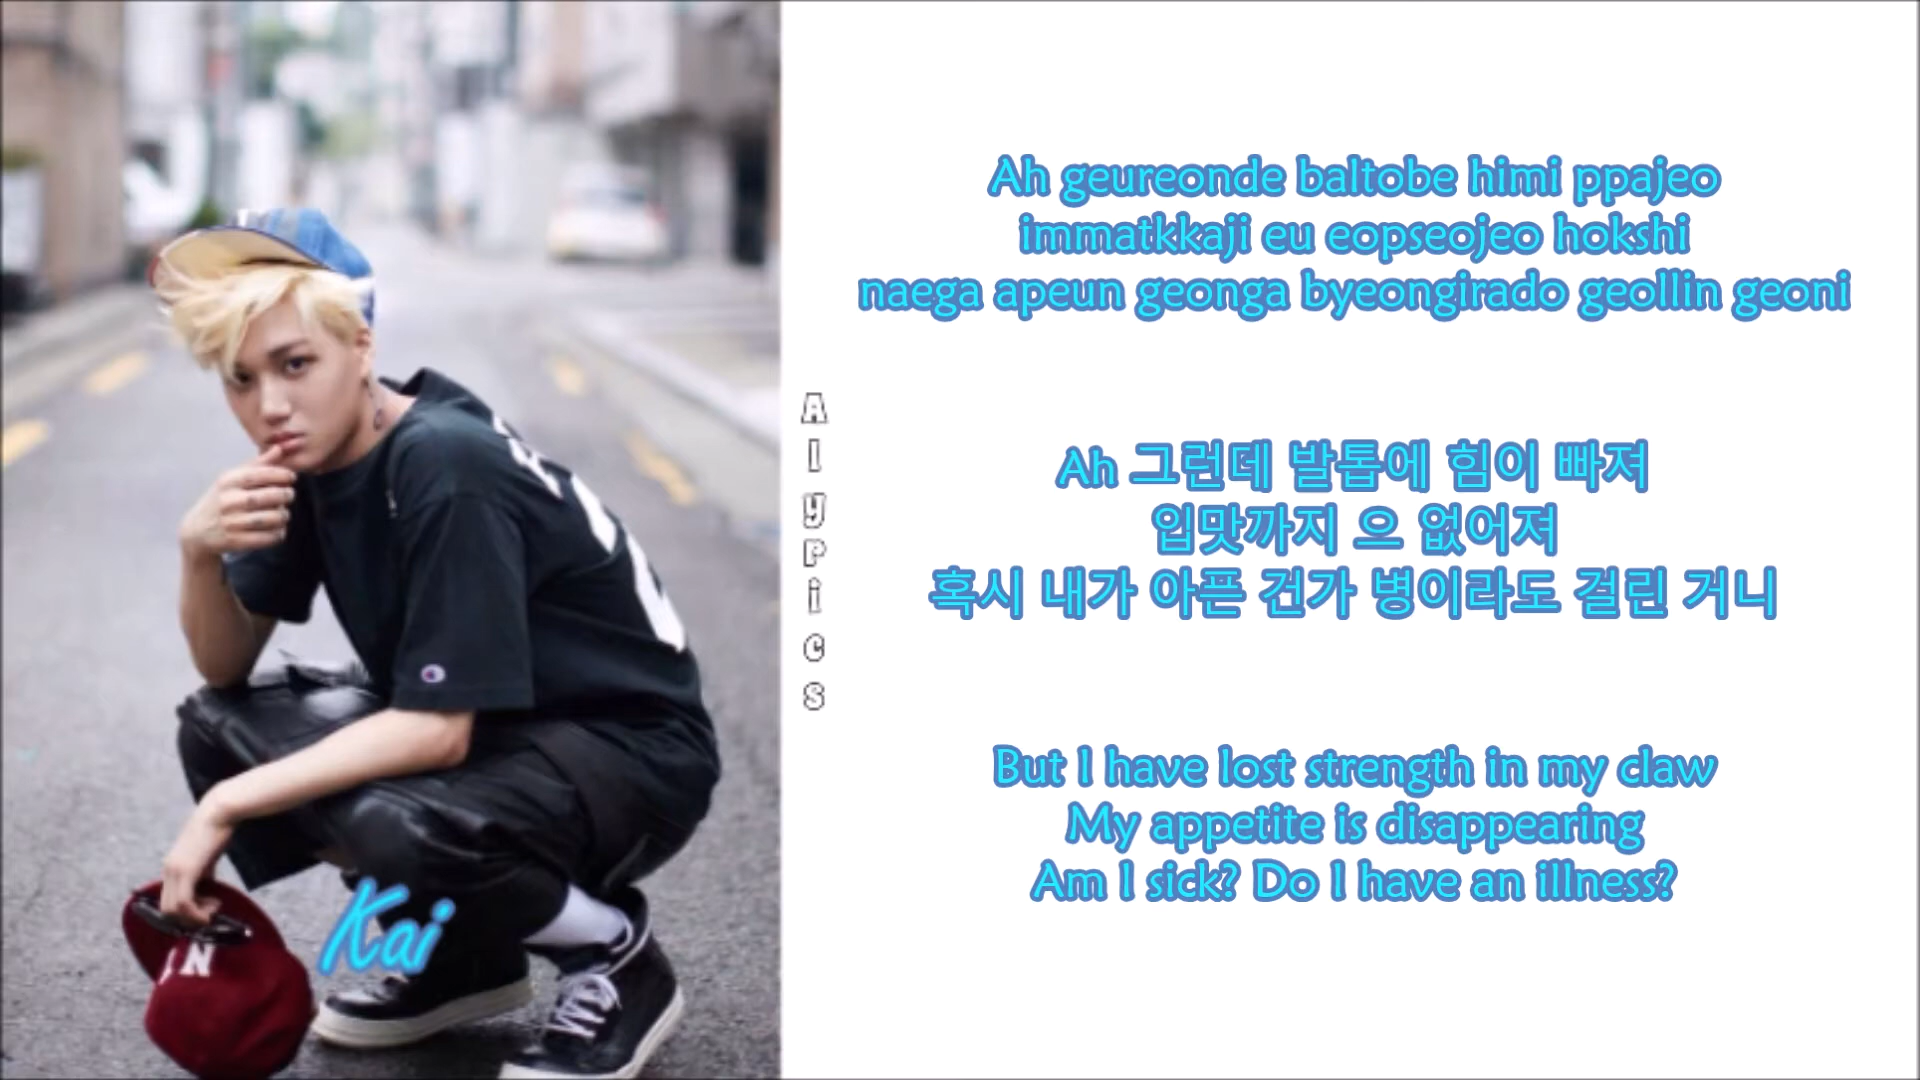 Ah geureonde baltobe himi ppajeo
immatkkaji eu eopseojeo hokshi
naega apeun geonga byeongirado geollin geoni
Ah 그런데 발톱에 힘이 빠져
입맛까지 으 없어져
혹시 내가 아픈 건가 병이라도 걸린 거니
But I have lost strength in my claw
My appetite is disappearing
Am I sick? Do I have an illness?
Alypics
Kai
N